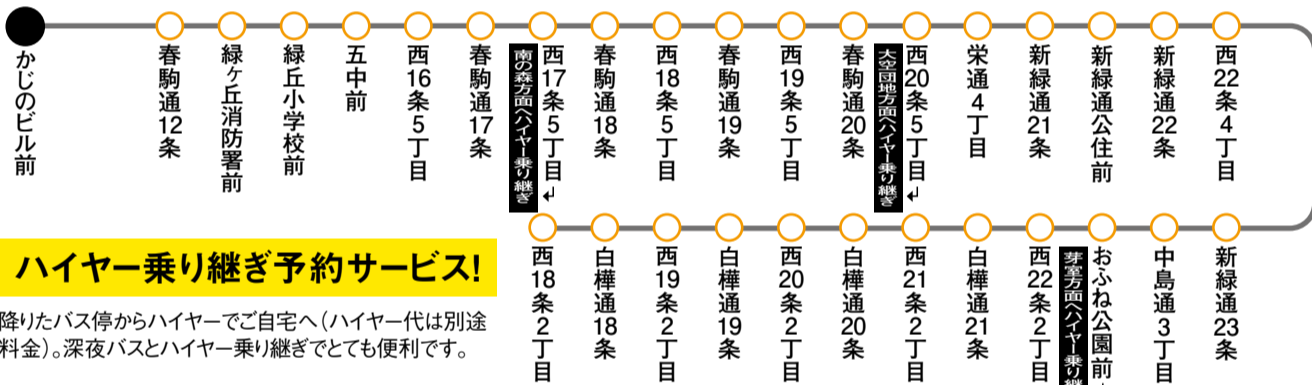 かじのビル前
春駒通12条
緑ヶ丘消防署前
緑丘小学校前
五中前
西16条5丁目
春駒通17条
西17条5丁目↲
南の森方面へハイヤー乗り継ぎ
春駒通18条
西18条5丁目
春駒通19条
西19条5丁目
春駒通20条
西20条5丁目↲
大空団地方面へハイヤー乗り継ぎ
栄通4丁目
新緑通21条
新緑通公住前
新緑通22条
西22条4丁目
新緑通23条
中島通3丁目
おふね公園前
芽室方面へハイヤー乗り継
西22条2丁目
白樺通21条
西21条2丁目
白樺通20条
西20条2丁目
白樺通19条
西19条2丁目
白樺通18条
西18条2丁目
ハイヤー乗り継ぎ予約サービス!
降りたバス停からハイヤーでご自宅へ(ハイヤー代は別途
料金)。深夜バスとハイヤー乗り継ぎでとても便利です。